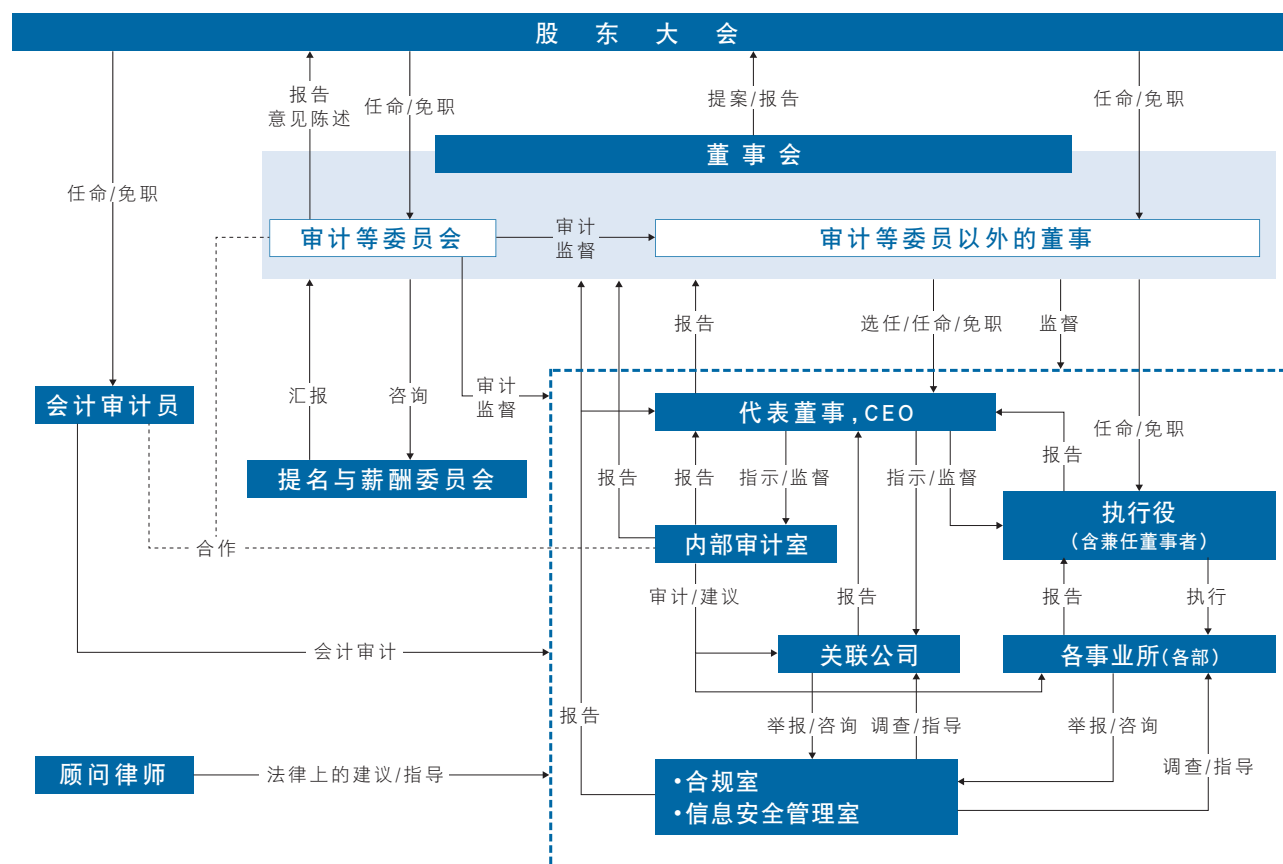 股东大会
报告
意见陈述
任命/免职
提案/报告
任命/免职
董事会
任命/免职
审计等委员会
审计
监督
审计等委员以外的董事
报告
选任/任命/免职
监督
会计审计员
汇报
咨询
审计
监督
代表董事,CEO
任命/免职
报告
提名与薪酬委员会
报告
报告
指示/监督
指示/监督
执行役
(含兼任董事者)
合作
内部审计室
审计/建议
报告
报告
执行
会计审计
关联公司
各事业所(各部)
报告
举报/咨询
调查/指导
举报/咨询
顾问律师
法律上的建议/指导
调查/指导
•合规室
•信息安全管理室